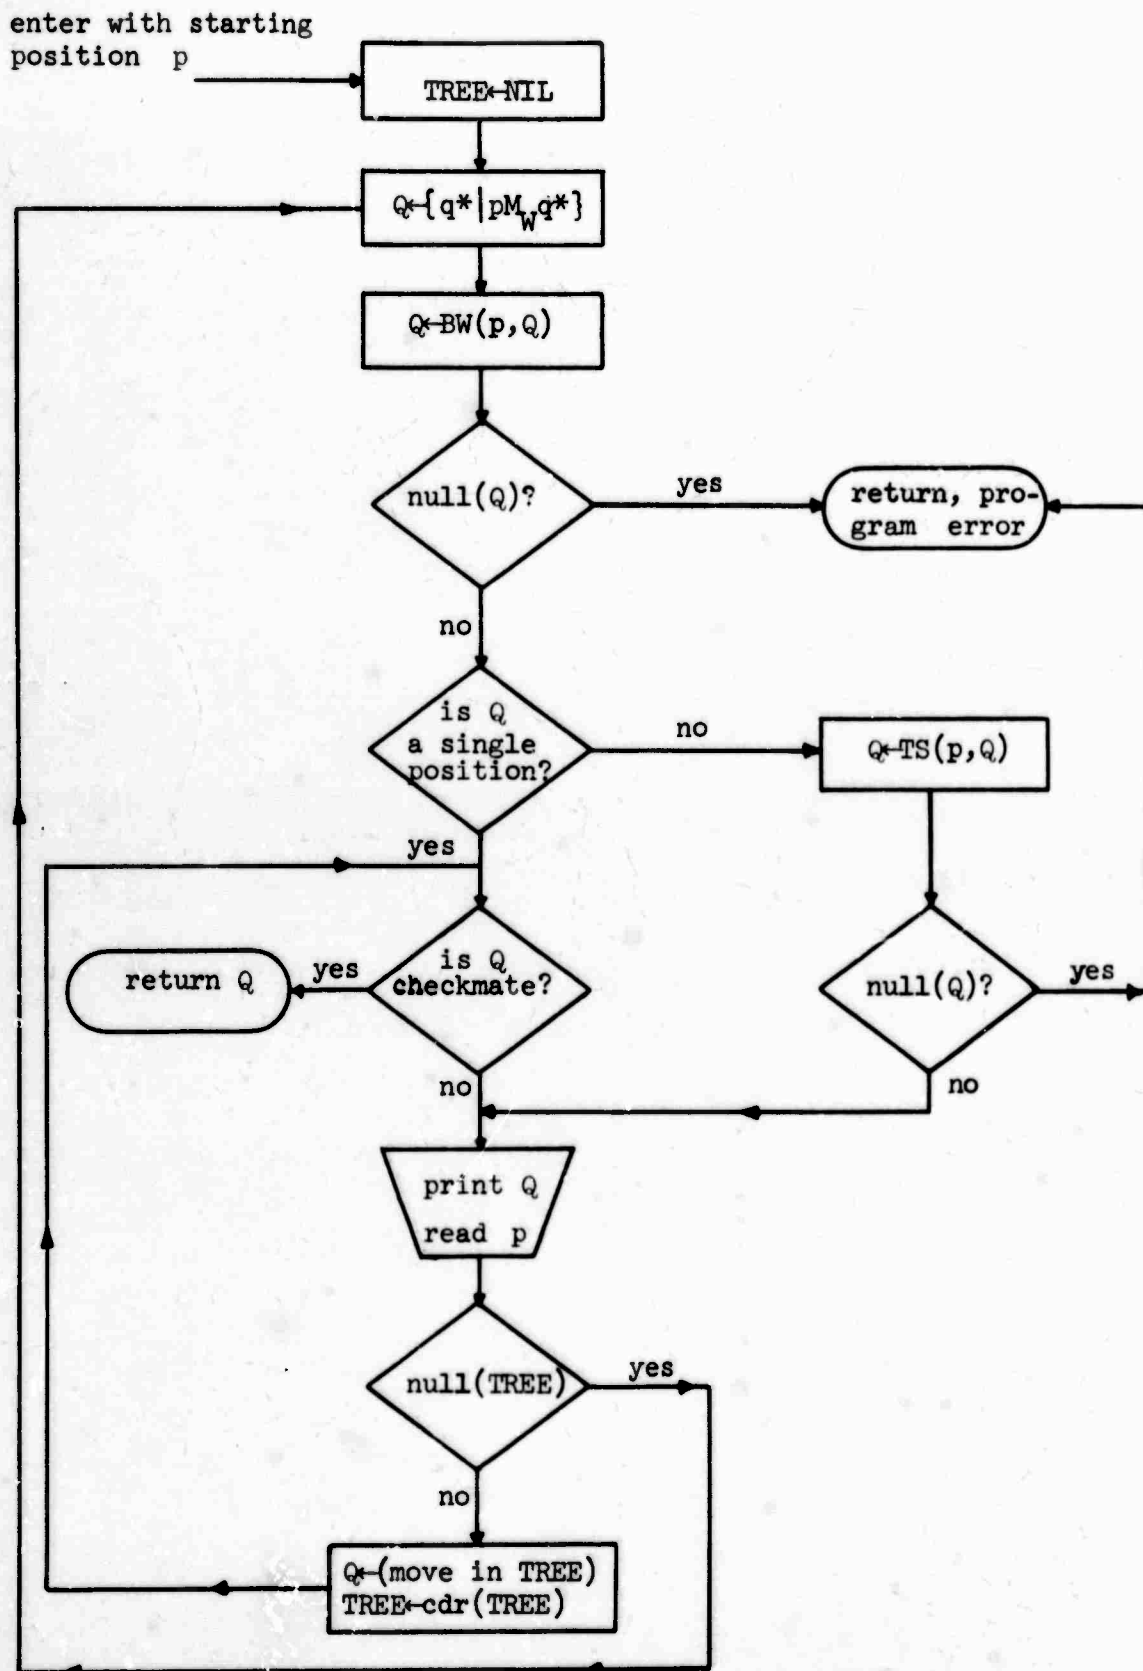 enter with starting
position p
TREE←NIL
Q←{q*|pM_W q*}
Q←BW(p,Q)
null(Q)?
yes
return, pro-
gram error
no
is Q
a single
position?
no
Q←TS(p,Q)
yes
is Q
checkmate?
yes
return Q
null(Q)?
yes
no
no
print Q
read p
null(TREE)
yes
no
Q←(move in TREE)
TREE←cdr(TREE)